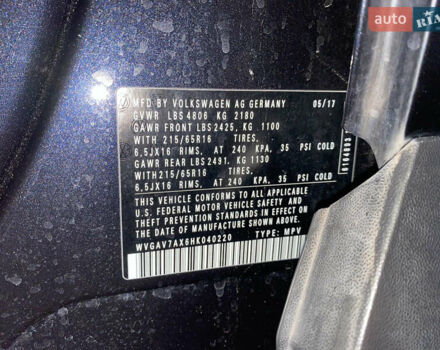 auto RIA
MFD.BY VOLKSWAGEN AG GERMANY 05/17
GVWR LBS 4806 KG 2180
GAWR FRONT LBS 2425, KG 1100
WITH 215/65R16 TIRES,
6,5JX16 RIMS, AT 240 KPA, 35 PSI COLD
GAWR REAR LBS 2491, KG 1130
WITH 215/65R16 TIRES,
6,5JX16 RIMS, AT 240 KPA, 35 PSI COLD
THIS VEHICLE CONFORMS TO ALL APPLICABLE
U.S. FEDERAL MOTOR VEHICLE SAFETY AND
THEFT PREVENTION STANDARDS IN EFFECT ON
THE DATE OF MANUFACTURE SHOWN ABOVE.
WVGAV7AX6HK040220 TYPE: MPV